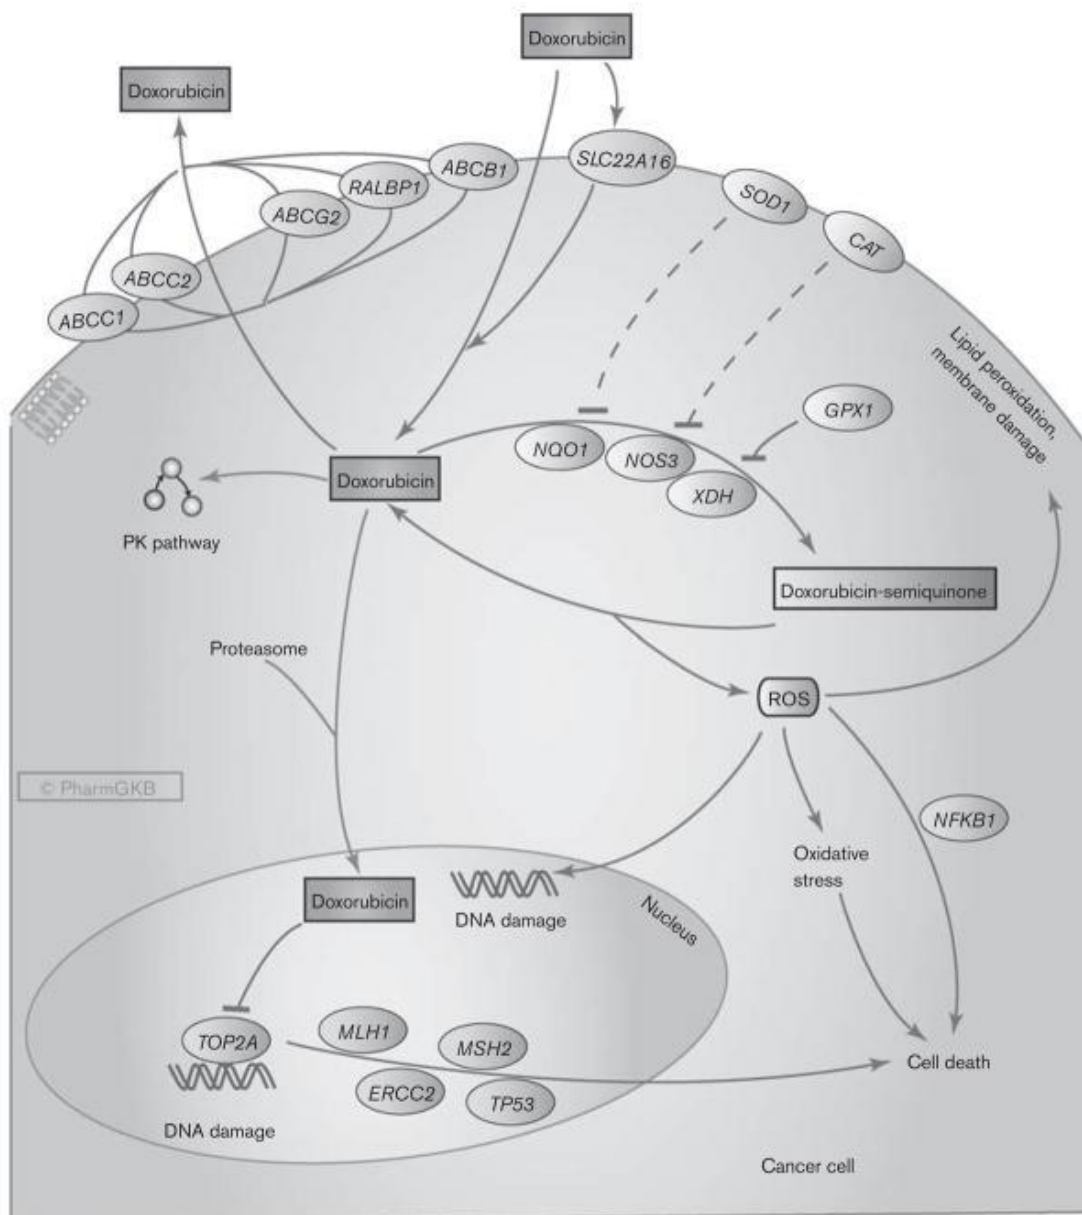 Doxorubicin
Doxorubicin
ABCB1
SLC22A16
RALBP1
SOD1
ABCG2
CAT
ABCC2
ABCC1
Lipid peroxidation,
membrane damage
GPX1
NQO1
NOS3
XDH
Doxorubicin
PK pathway
Doxorubicin-semiquinone
Proteasome
ROS
© PharmGKB
NFKB1
Oxidative
stress
Doxorubicin
DNA damage
Nucleus
TOP2A
MLH1
MSH2
ERCC2
TP53
Cell death
DNA damage
Cancer cell